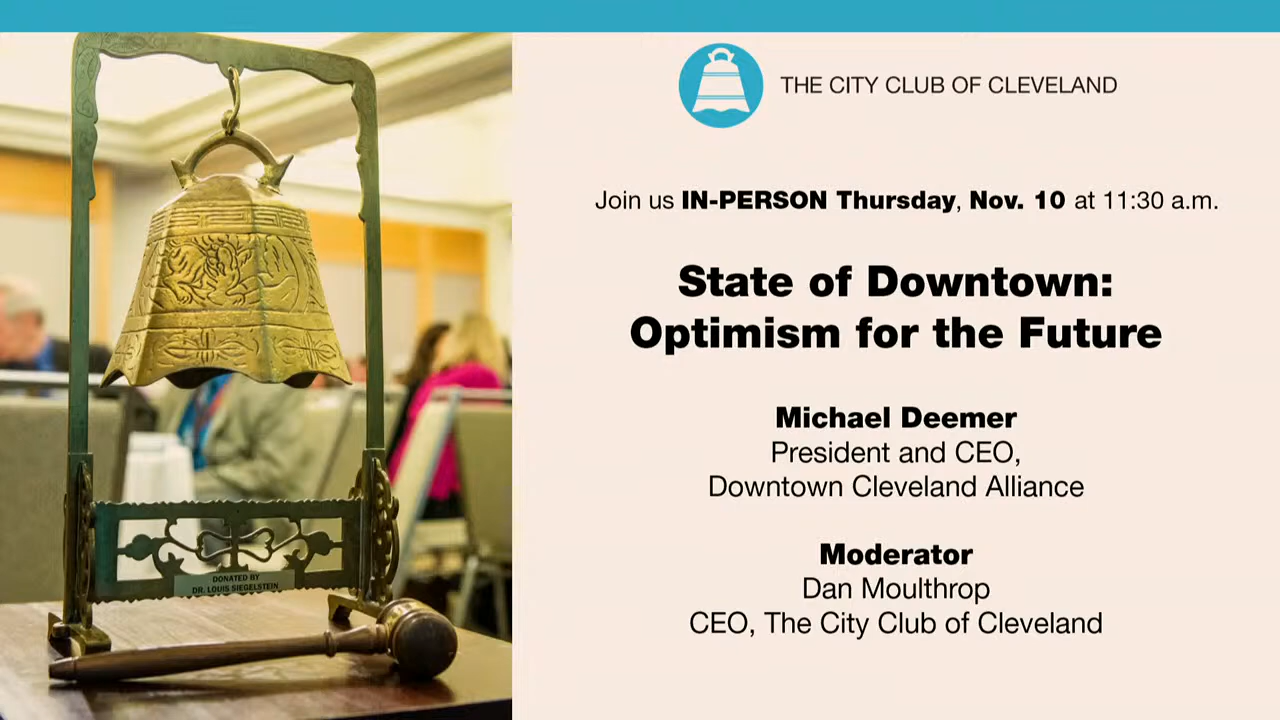 THE CITY CLUB OF CLEVELAND
Join us IN-PERSON Thursday, Nov. 10 at 11:30 a.m.
State of Downtown:
Optimism for the Future
Michael Deemer
President and CEO,
Downtown Cleveland Alliance
Moderator
Dan Moulthrop
CEO, The City Club of Cleveland
DONATED BY
DR. LOUIS SIEGELSTEIN